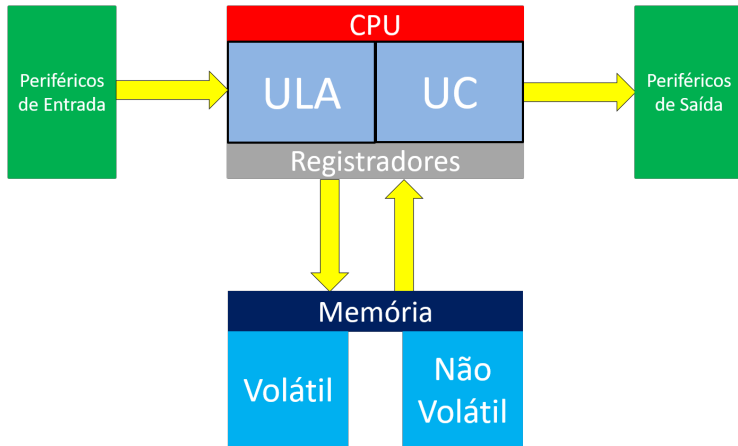 CPU
Periféricos
de Entrada
ULA
UC
Periféricos
de Saída
Registradores
Memória
Volátil
Não
Volátil